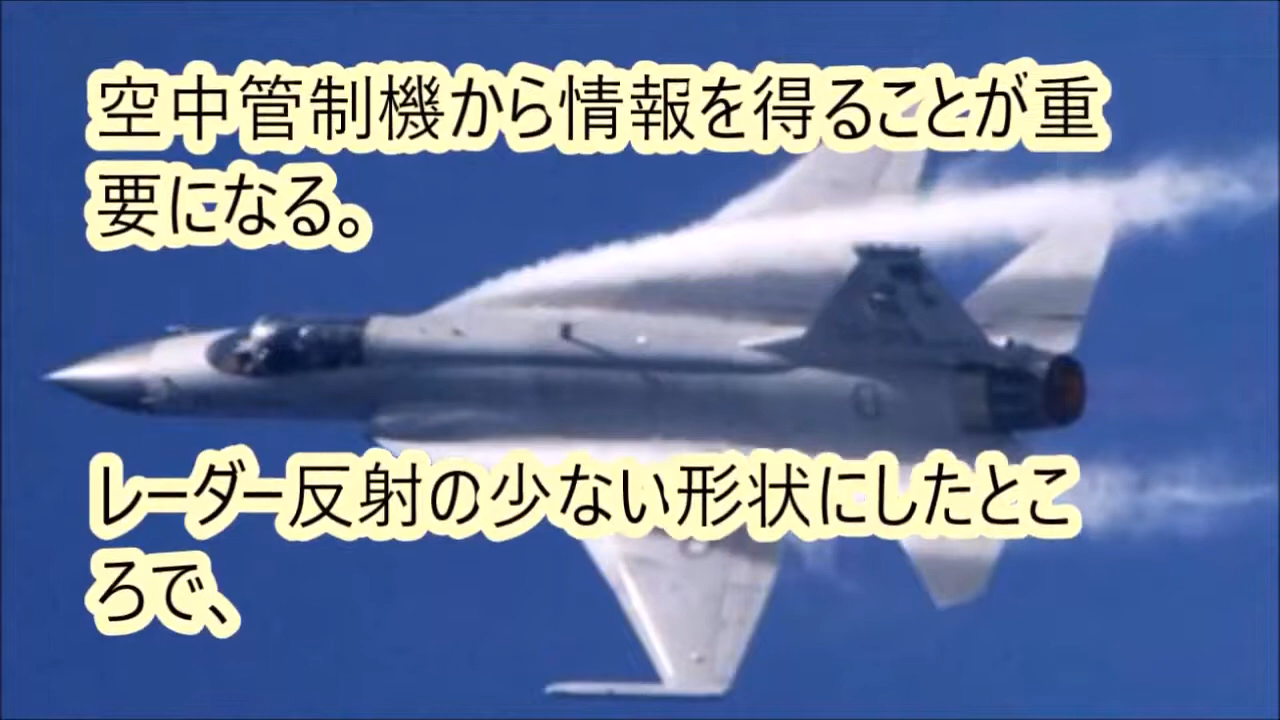 空中管制機から情報を得ることが重
要になる。
レーダー反射の少ない形状にしたとこ
ろで、